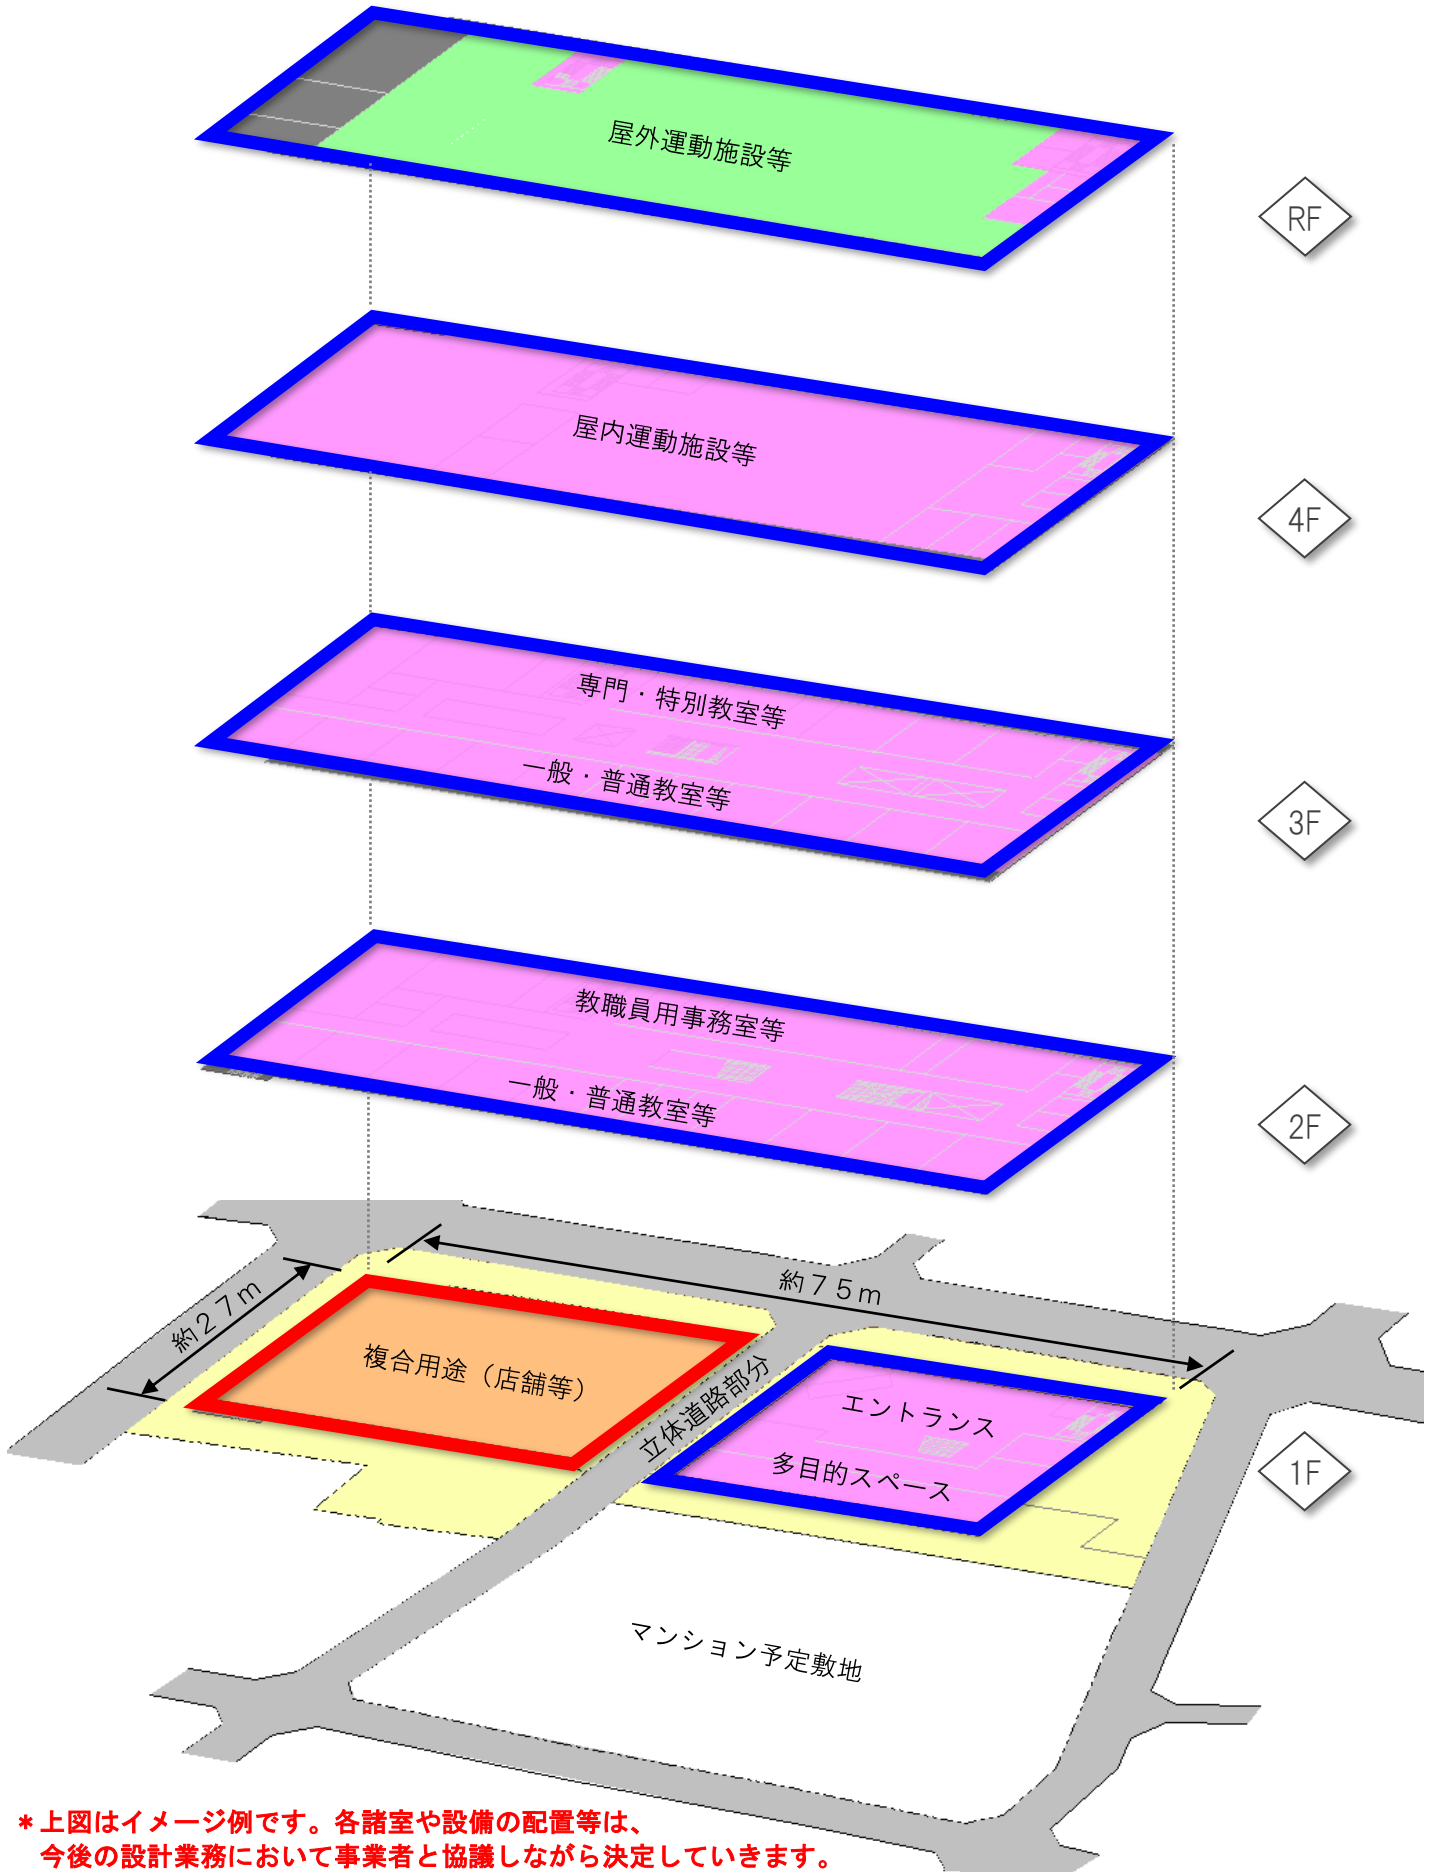 屋外運動施設等
RF
屋内運動施設等
4F
専門・特別教室等
一般・普通教室等
3F
教職員用事務室等
一般・普通教室等
2F
約７５ｍ
約２７ｍ
複合用途（店舗等）
立体道路部分
エントランス
多目的スペース
1F
マンション予定敷地
＊上図はイメージ例です。各諸室や設備の配置等は、
今後の設計業務において事業者と協議しながら決定していきます。